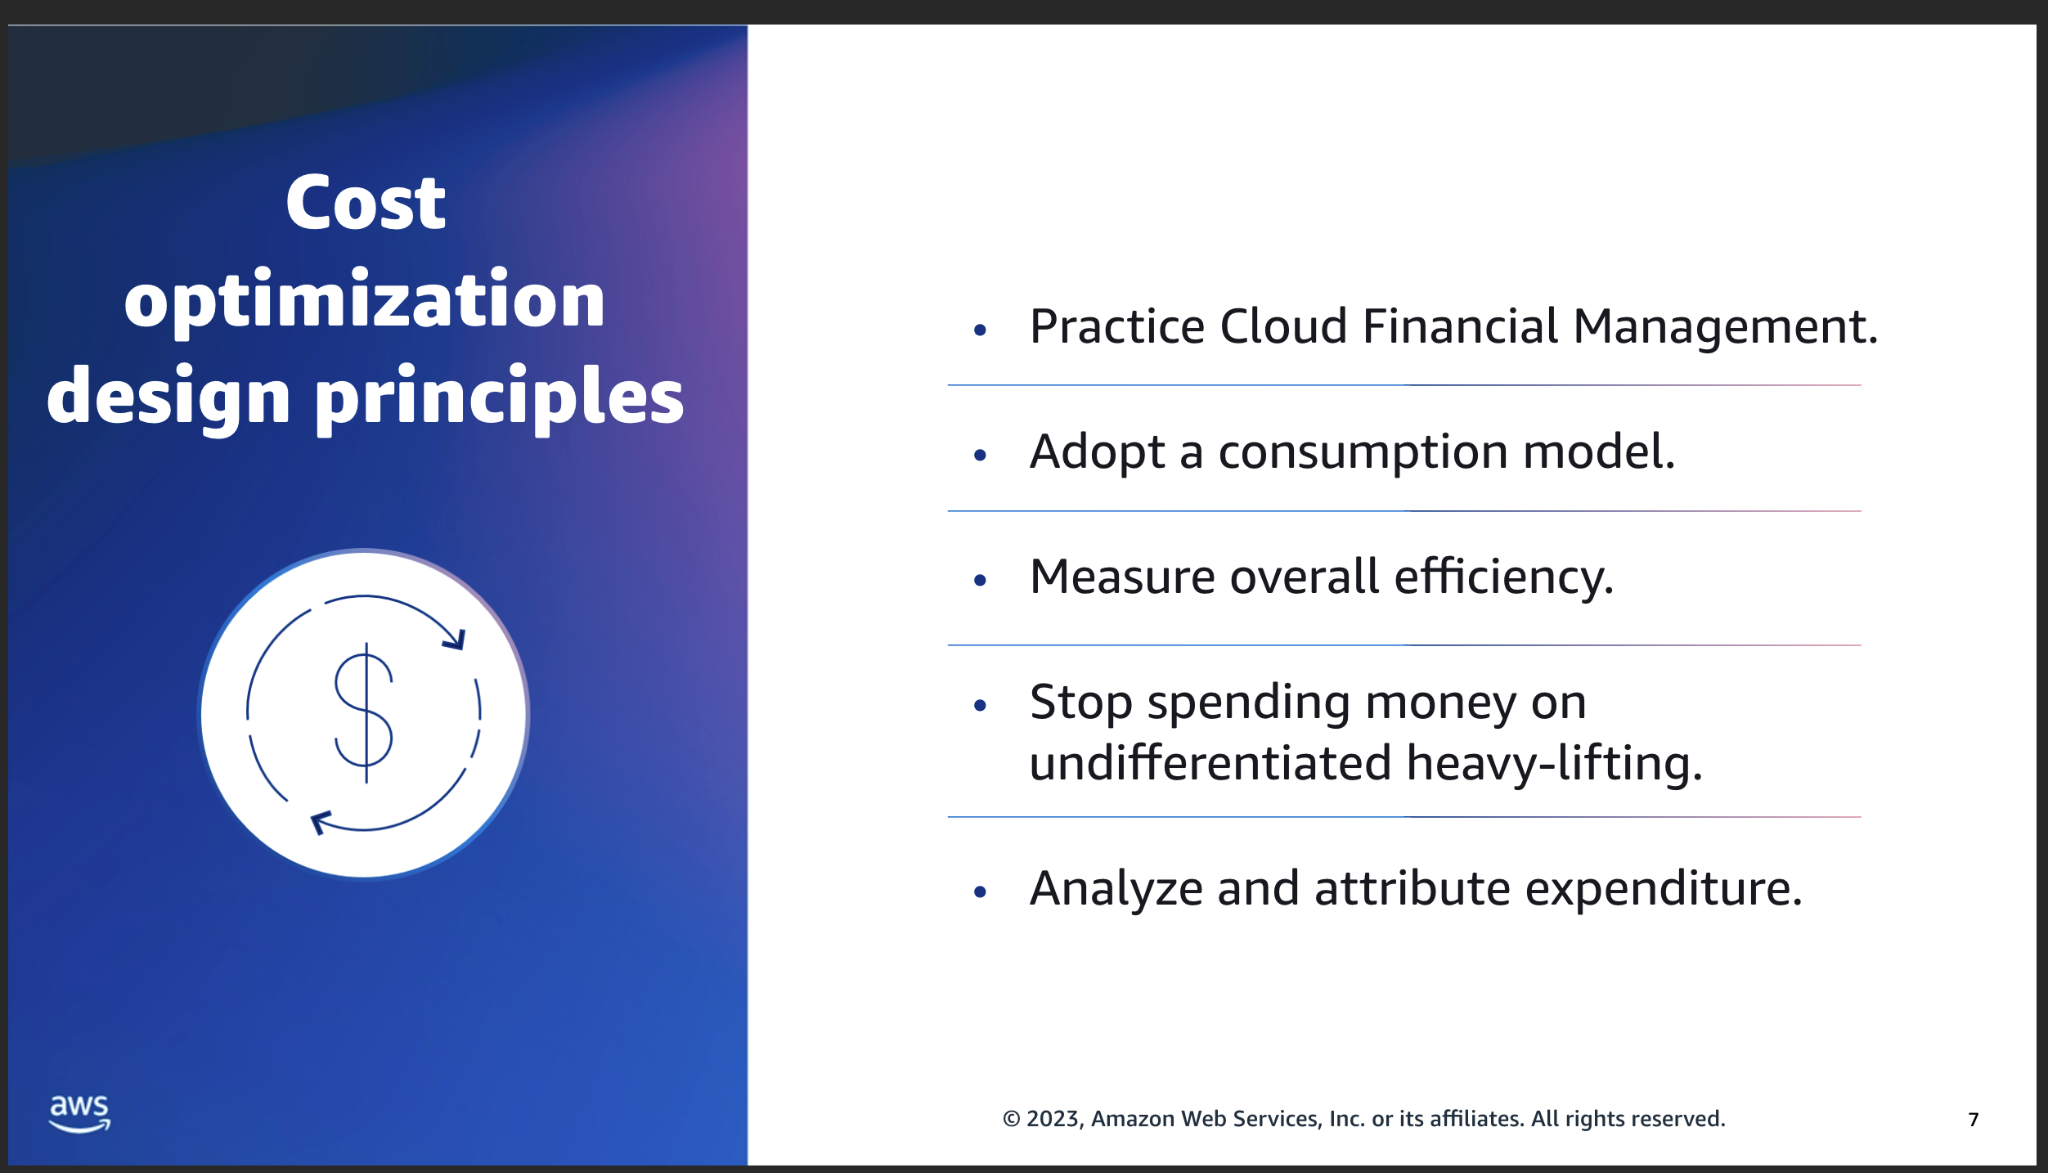 Cost
optimization
design principles
$
• Practice Cloud Financial Management.
• Adopt a consumption model.
• Measure overall efficiency.
• Stop spending money on
undifferentiated heavy-lifting.
• Analyze and attribute expenditure.
aws
© 2023, Amazon Web Services, Inc. or its affiliates. All rights reserved.
7